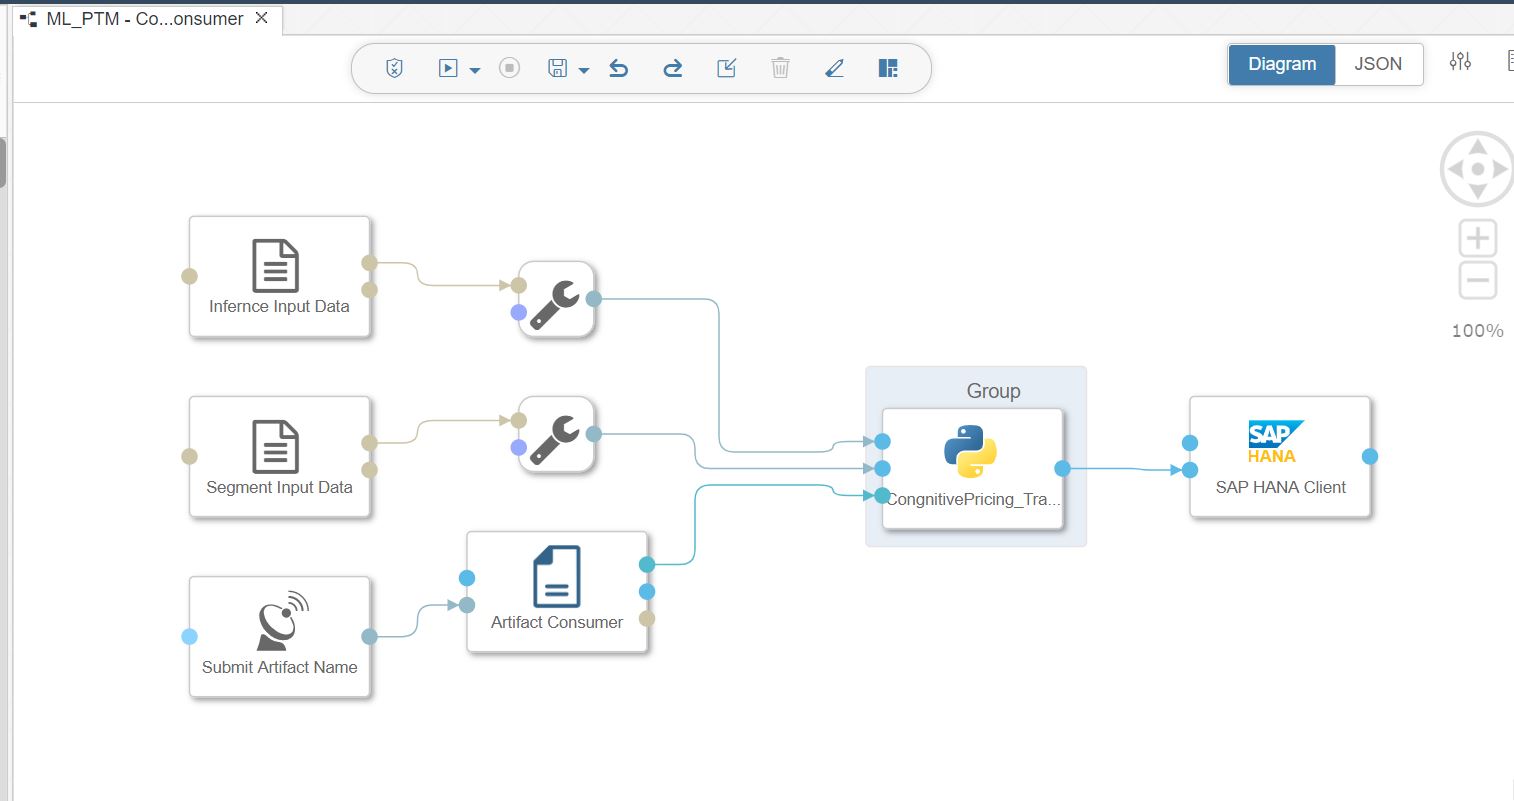 ML_PTM - Co...onsumer
Diagram
JSON
100%
Infernce Input Data
Segment Input Data
Submit Artifact Name
Artifact Consumer
Group
CongnitivePricing_Tra...
SAP
HANA
SAP HANA Client